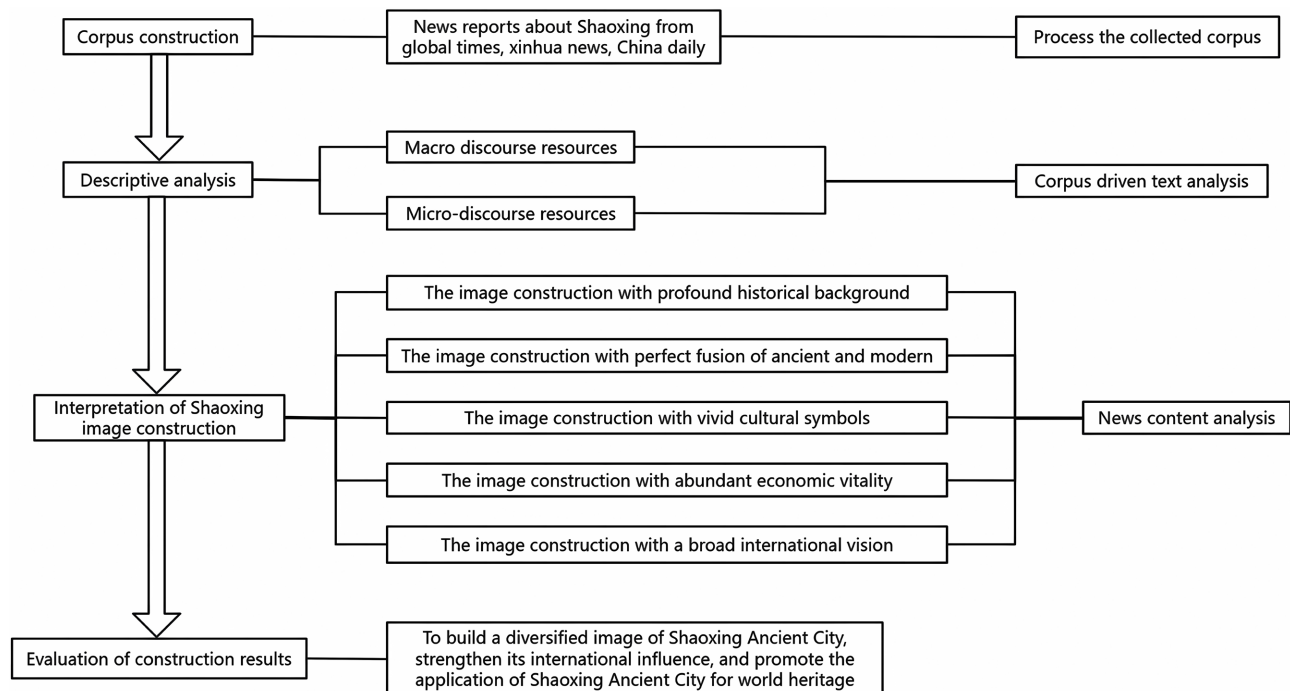 Corpus construction
News reports about Shaoxing from
global times, xinhua news, China daily
Process the collected corpus
Descriptive analysis
Macro discourse resources
Micro-discourse resources
Corpus driven text analysis
Interpretation of Shaoxing
image construction
The image construction with profound historical background
The image construction with perfect fusion of ancient and modern
The image construction with vivid cultural symbols
The image construction with abundant economic vitality
The image construction with a broad international vision
News content analysis
Evaluation of construction results
To build a diversified image of Shaoxing Ancient City,
strengthen its international influence, and promote the
application of Shaoxing Ancient City for world heritage